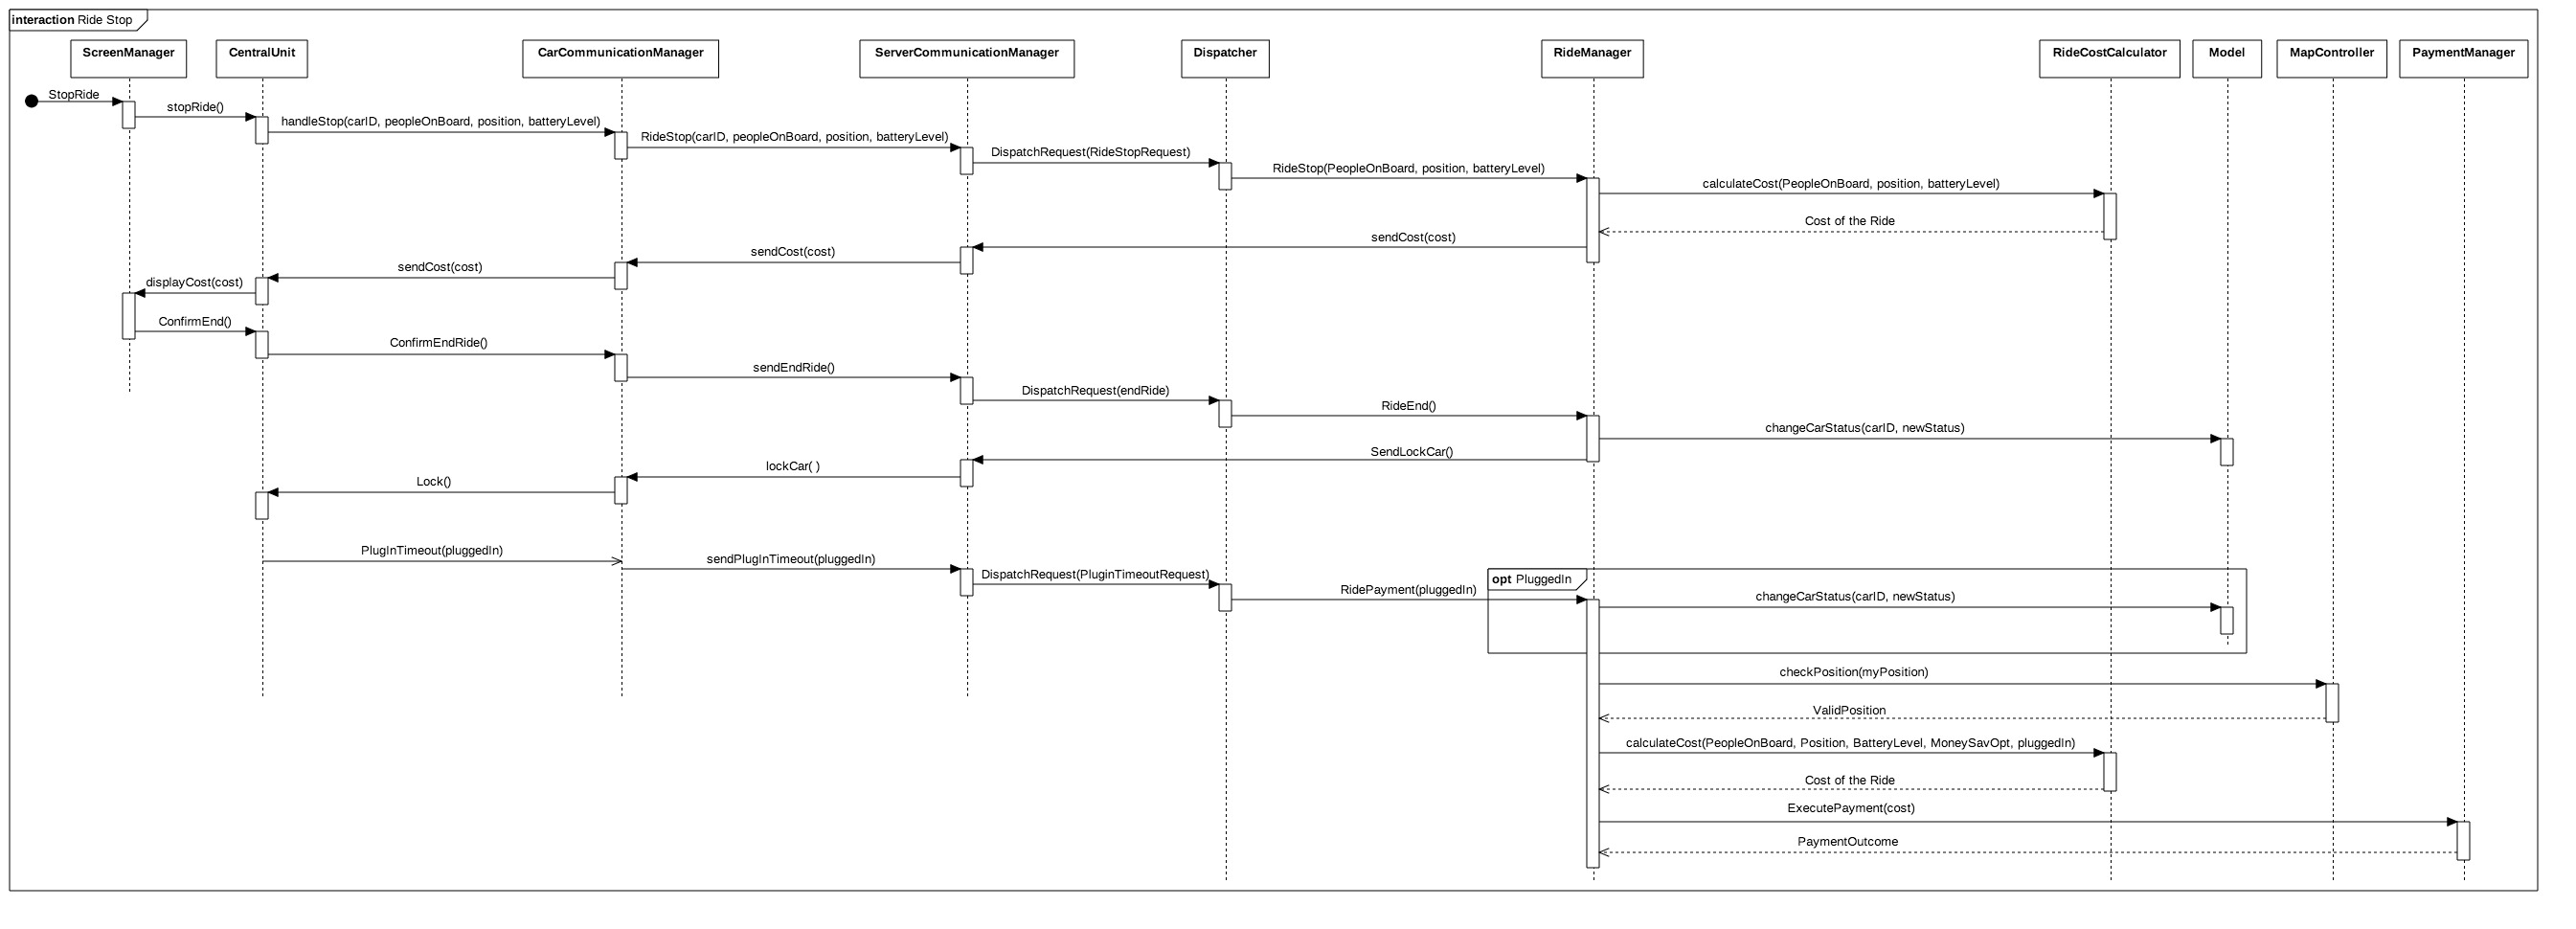 interaction Ride Stop
ScreenManager
CentralUnit
CarCommunicationManager
ServerCommunicationManager
Dispatcher
RideManager
RideCostCalculator
Model
MapController
PaymentManager
StopRide
stopRide()
handleStop(carID, peopleOnBoard, position, batteryLevel)
RideStop(carID, peopleOnBoard, position, batteryLevel)
DispatchRequest(RideStopRequest)
RideStop(PeopleOnBoard, position, batteryLevel)
calculateCost(PeopleOnBoard, position, batteryLevel)
Cost of the Ride
sendCost(cost)
sendCost(cost)
sendCost(cost)
displayCost(cost)
ConfirmEnd()
ConfirmEndRide()
sendEndRide()
DispatchRequest(endRide)
RideEnd()
changeCarStatus(carID, newStatus)
SendLockCar()
lockCar( )
Lock()
PlugInTimeout(pluggedIn)
sendPlugInTimeout(pluggedIn)
DispatchRequest(PluginTimeoutRequest)
opt PluggedIn
RidePayment(pluggedIn)
changeCarStatus(carID, newStatus)
checkPosition(myPosition)
ValidPosition
calculateCost(PeopleOnBoard, Position, BatteryLevel, MoneySavOpt, pluggedIn)
Cost of the Ride
ExecutePayment(cost)
PaymentOutcome